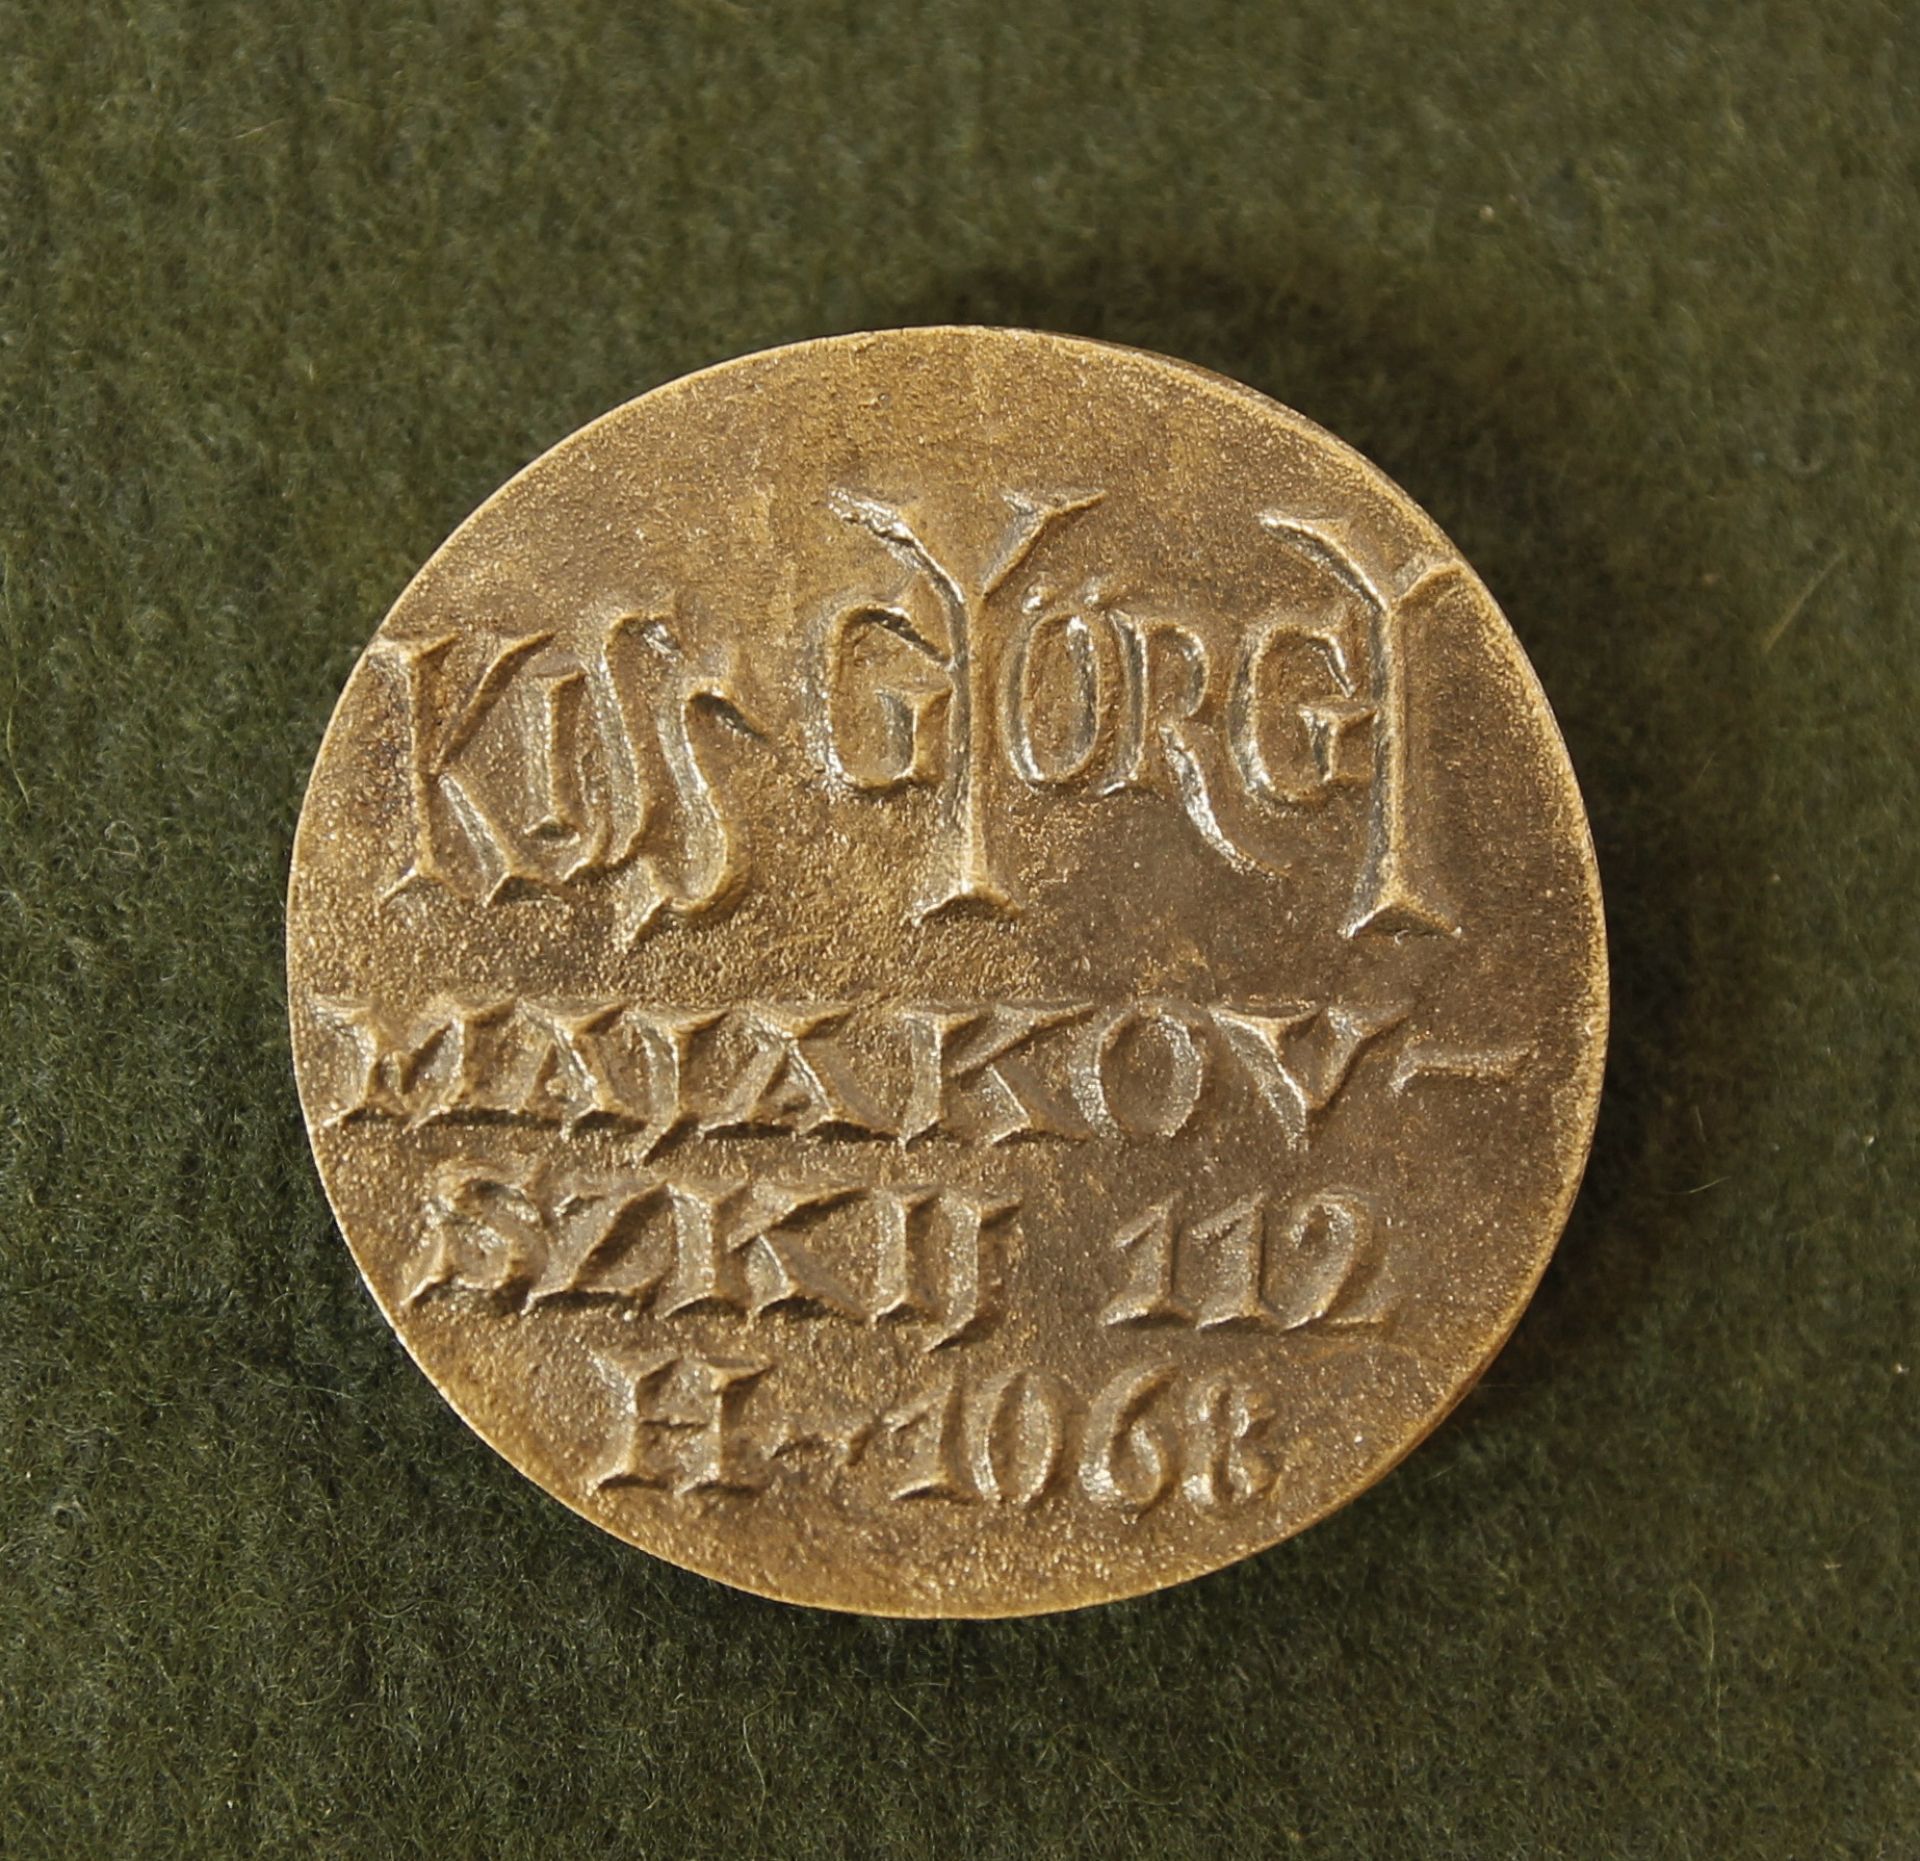 KISS GYÖRGY
MAJAKOV-
SZKIJ 112
H-1068